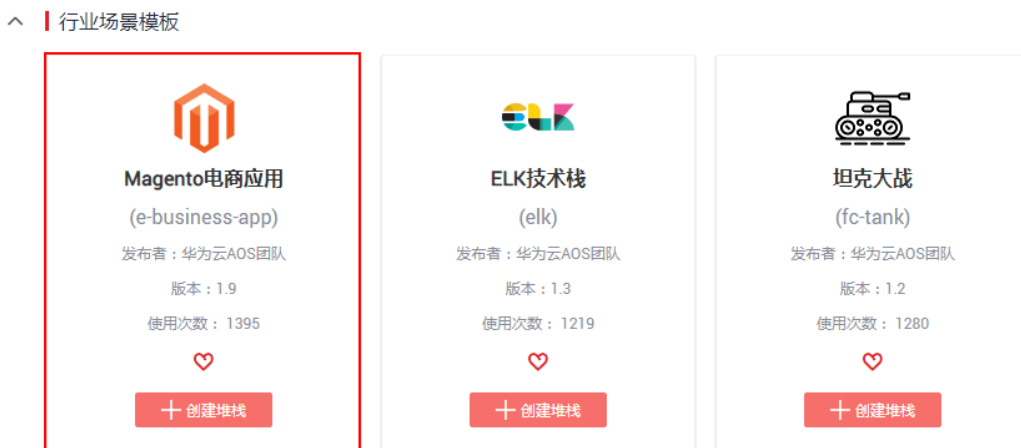 行业场景模板
Magento电商应用
(e-business-app)
发布者：华为云AOS团队
版本：1.9
使用次数： 1395
创建堆栈
ELK
ELK技术栈
(elk)
发布者：华为云AOS团队
版本：1.3
使用次数： 1219
创建堆栈
坦克大战
(fc-tank)
发布者：华为云AOS团队
版本：1.2
使用次数： 1280
创建堆栈